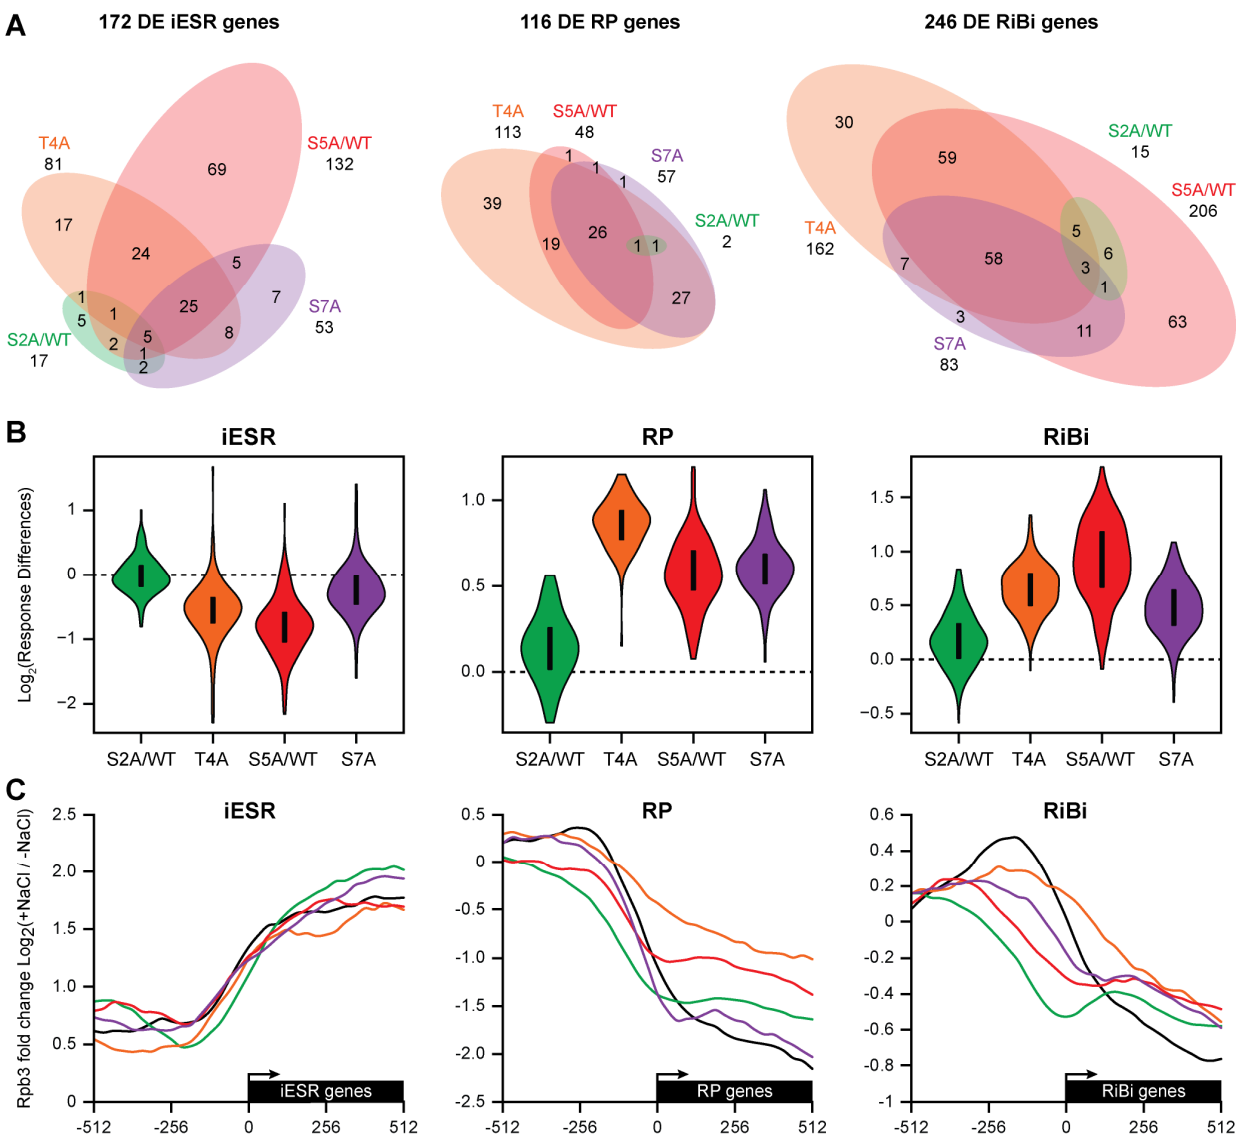 A
172 DE iESR genes
116 DE RP genes
246 DE RiBi genes
T4A
81
S5A/WT
132
69
17
24
5
7
25
8
1
5
1
2
5
1
2
S2A/WT
17
S7A
53
T4A
113
S5A/WT
48
S7A
57
S2A/WT
2
1
1
1
39
19
26
1
1
27
30
59
S2A/WT
15
S5A/WT
206
T4A
162
5
6
3
1
7
58
3
11
63
S7A
83
B
iESR
RP
RiBi
Log2(Response Differences)
1
0
−1
−2
S2A/WT
T4A
S5A/WT
S7A
1.0
0.5
0.0
S2A/WT
T4A
S5A/WT
S7A
1.5
1.0
0.5
0.0
−0.5
S2A/WT
T4A
S5A/WT
S7A
C
iESR
RP
RiBi
Rpb3 fold change Log2(+NaCl / -NaCl)
2.5
2.0
1.5
1.0
0.5
0
iESR genes
-512
-256
0
256
512
0.5
0
-0.5
-1.0
-1.5
-2.0
-2.5
RP genes
-512
-256
0
256
512
0.6
0.4
0.2
0
-0.2
-0.4
-0.6
-0.8
-1
RiBi genes
-512
-256
0
256
512